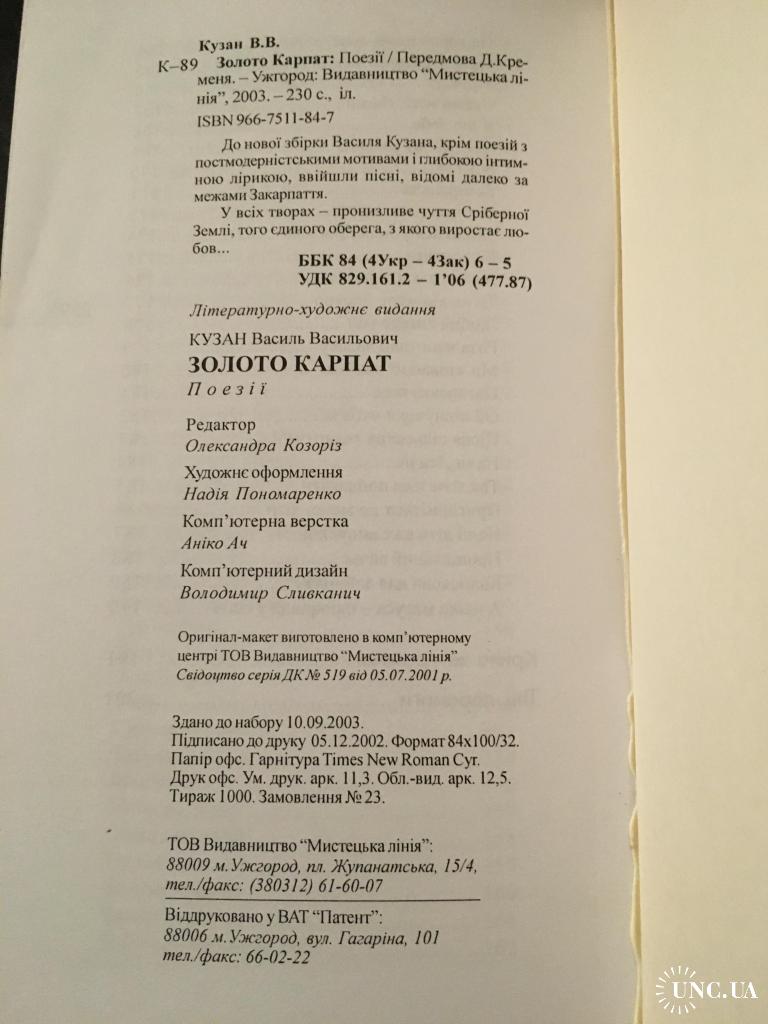 Кузан В.В.
К–89 Золото Карпат: Поезії / Передмова Д.Кре-
меня. – Ужгород: Видавництво “Мистецька лі-
нія”, 2003. – 230 с., іл.
ISBN 966-7511-84-7
До нової збірки Василя Кузана, крім поезій з
постмодерністськими мотивами і глибокою інтим-
ною лірикою, ввійшли пісні, відомі далеко за
межами Закарпаття.
У всіх творах – пронизливе чуття Сріберної
Землі, того єдиного оберега, з якого виростає лю-
бов...
ББК 84 (4Укр – 4Зак) 6 – 5
УДК 829.161.2 – 1’06 (477.87)
Літературно-художнє видання
КУЗАН Василь Васильович
ЗОЛОТО КАРПАТ
Поезії
Редактор
Олександра Козоріз
Художнє оформлення
Надія Пономаренко
Комп’ютерна верстка
Аніко Ач
Комп’ютерний дизайн
Володимир Сливканич
Оригінал-макет виготовлено в комп’ютерному
центрі ТОВ Видавництво “Мистецька лінія”
Свідоцтво серія ДК № 519 від 05.07.2001 р.
Здано до набору 10.09.2003.
Підписано до друку 05.12.2002. Формат 84х100/32.
Папір офс. Гарнітура Times New Roman Cyr.
Друк офс. Ум. друк. арк. 11,3. Обл.-вид. арк. 12,5.
Тираж 1000. Замовлення № 23.
ТОВ Видавництво “Мистецька лінія”:
88009 м. Ужгород, пл. Жупанатська, 15/4,
тел./факс: (380312) 61-60-07
Віддруковано у ВАТ “Патент”:
88006 м. Ужгород, вул. Гагаріна, 101
тел./факс: 66-02-22
UNC.UA